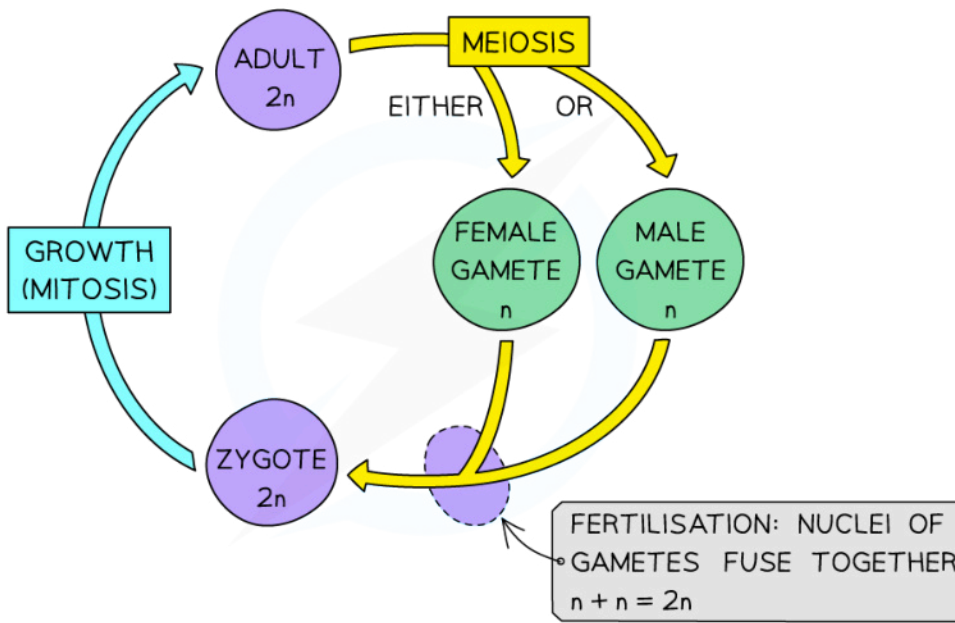 ADULT
2n
MEIOSIS
EITHER
OR
FEMALE
GAMETE
n
MALE
GAMETE
n
GROWTH
(MITOSIS)
ZYGOTE
2n
FERTILISATION: NUCLEI OF
GAMETES FUSE TOGETHER
n + n = 2n